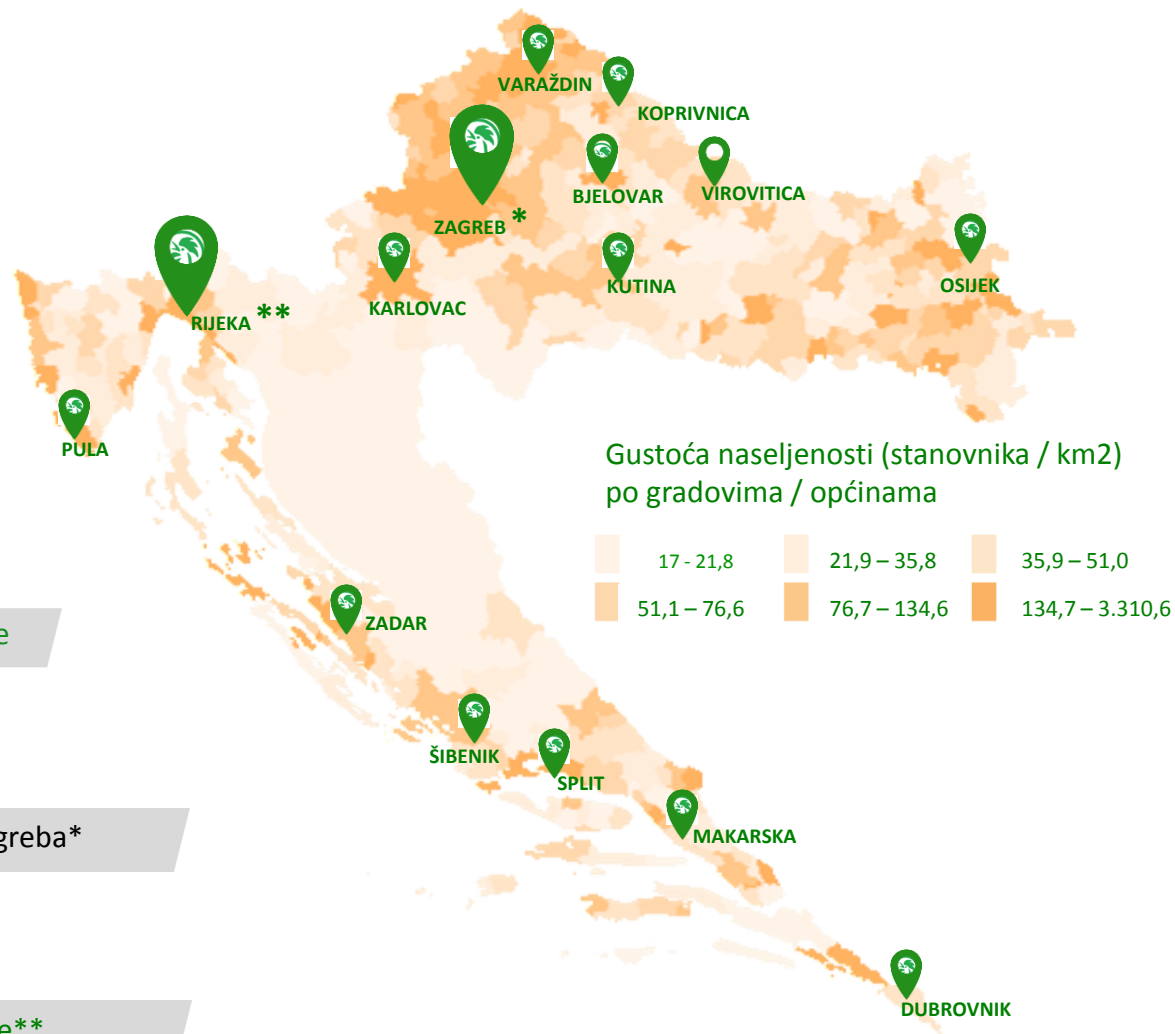 VARAŽDIN
KOPRIVNICA
BJELOVAR
VIROVITICA
ZAGREB *
OSIJEK
KUTINA
KARLOVAC
RIJEKA **
PULA
Gustoća naseljenosti (stanovnika / km2)
po gradovima / općinama
17 - 21,8 21,9 – 35,8 35,9 – 51,0
51,1 – 76,6 76,7 – 134,6 134,7 – 3.310,6
e
ZADAR
ŠIBENIK
SPLIT
greba*
MAKARSKA
DUBROVNIK
e**